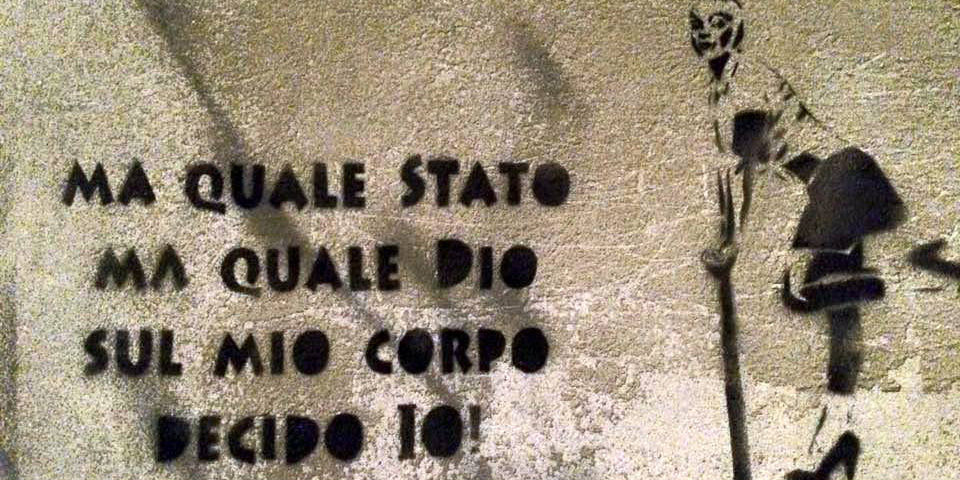 MA QUALE STATO
MA QUALE DIO
SUL MIO CORPO
DECIDO IO!